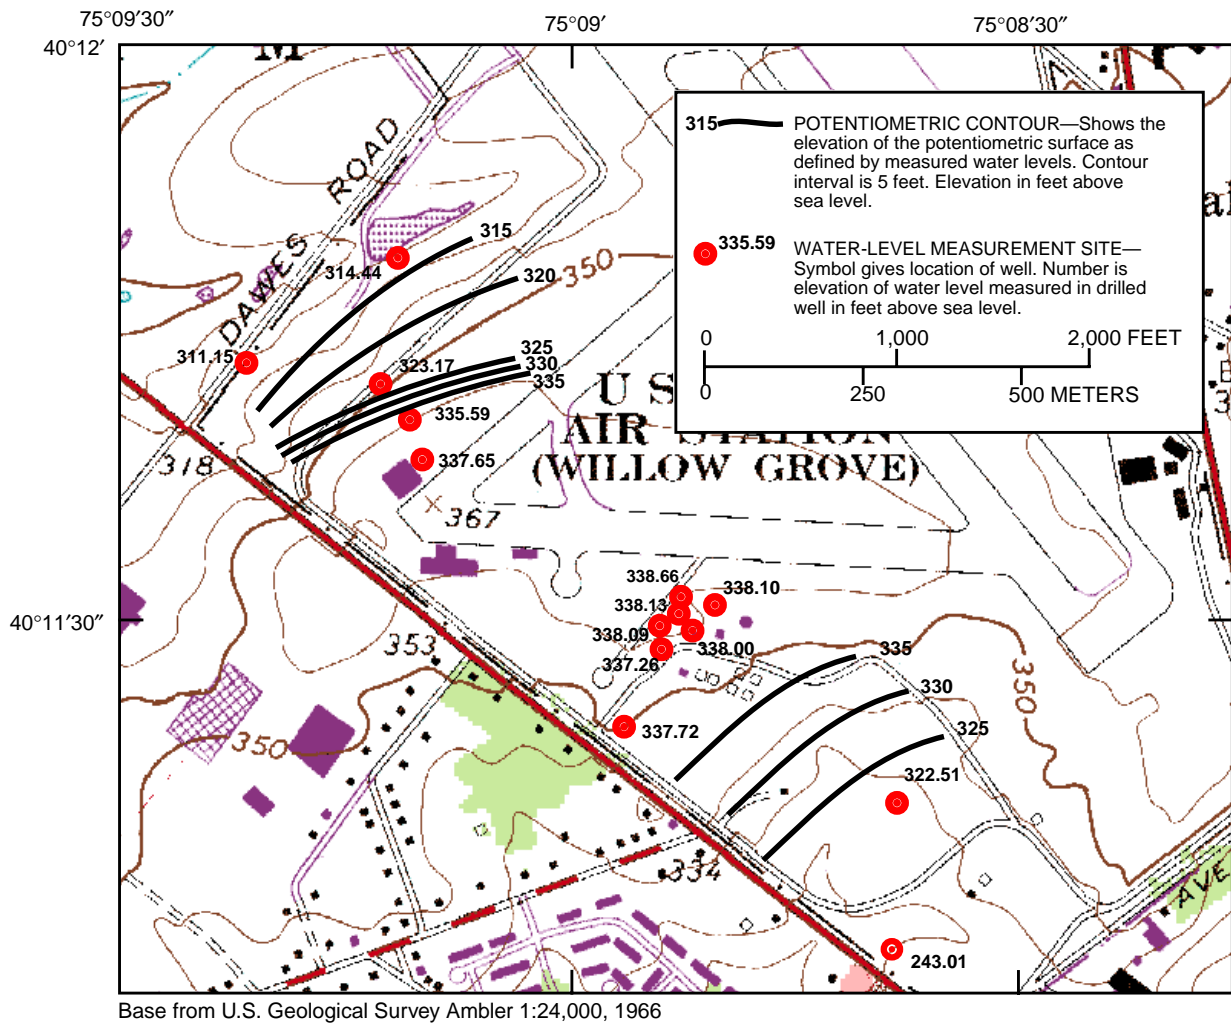 75°09′30″
75°09′
75°08′30″
40°12′
M
315
POTENTIOMETRIC CONTOUR—Shows the
elevation of the potentiometric surface as
defined by measured water levels. Contour
interval is 5 feet. Elevation in feet above
sea level.
335.59
WATER-LEVEL MEASUREMENT SITE—
Symbol gives location of well. Number is
elevation of water level measured in drilled
well in feet above sea level.
0
1,000
2,000 FEET
0
250
500 METERS
DAWES ROAD
315
314.44
320
350
311.15
323.17
325
330
335
335.59
337.65
318
367
U S
AIR STATION
(WILLOW GROVE)
338.66
338.10
338.13
40°11′30″
338.09
338.00
337.26
353
335
330
350
325
337.72
350
322.51
334
AVE
243.01
Base from U.S. Geological Survey Ambler 1:24,000, 1966